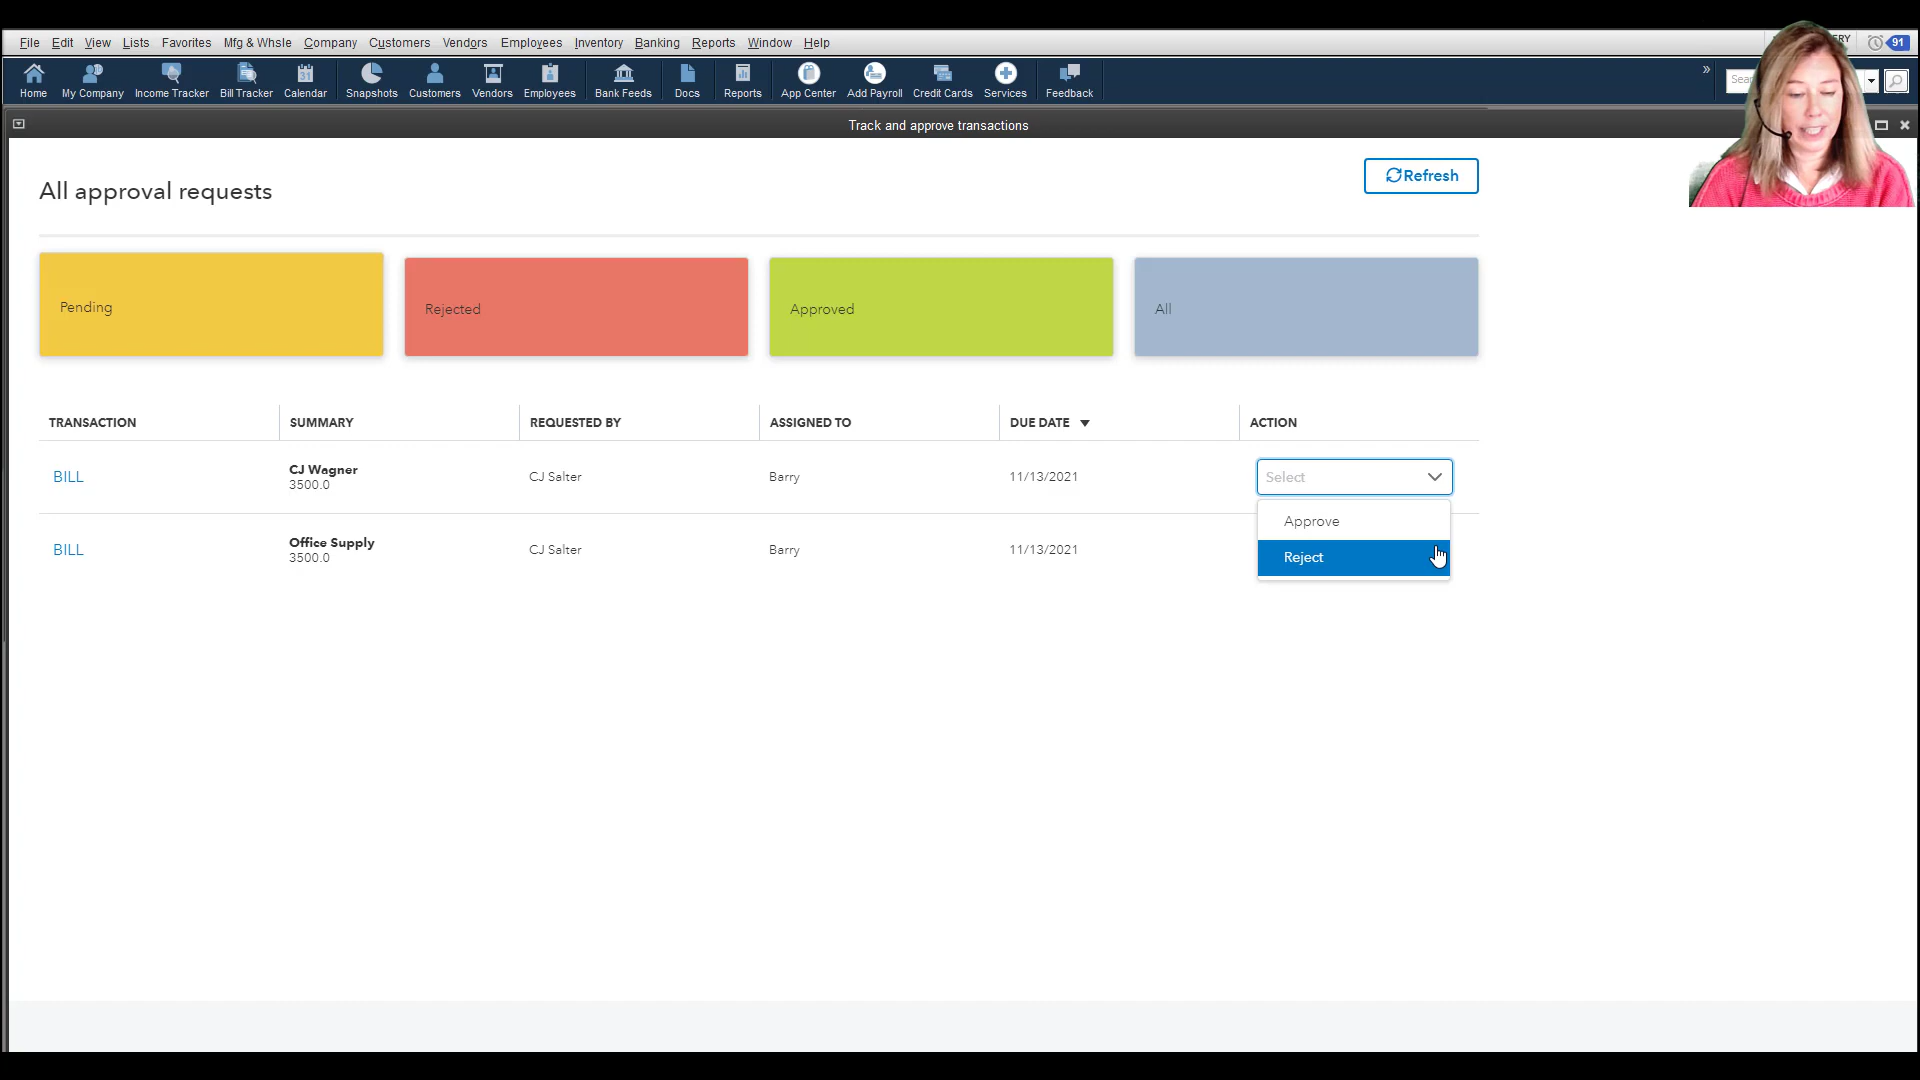 File Edit View Lists Favorites Mfg & Whsle Company Customers Vendors Employees Inventory Banking Reports Window Help
91
Home My Company Income Tracker Bill Tracker Calendar Snapshots Customers Vendors Employees Bank Feeds Docs Reports App Center Add Payroll Credit Cards Services Feedback
Track and approve transactions
All approval requests
Refresh
Pending Rejected Approved All
TRANSACTION SUMMARY REQUESTED BY ASSIGNED TO DUE DATE ACTION
BILL CJ Wagner CJ Salter Barry 11/13/2021 Select
3500.0
Approve
BILL Office Supply CJ Salter Barry 11/13/2021 Reject
3500.0